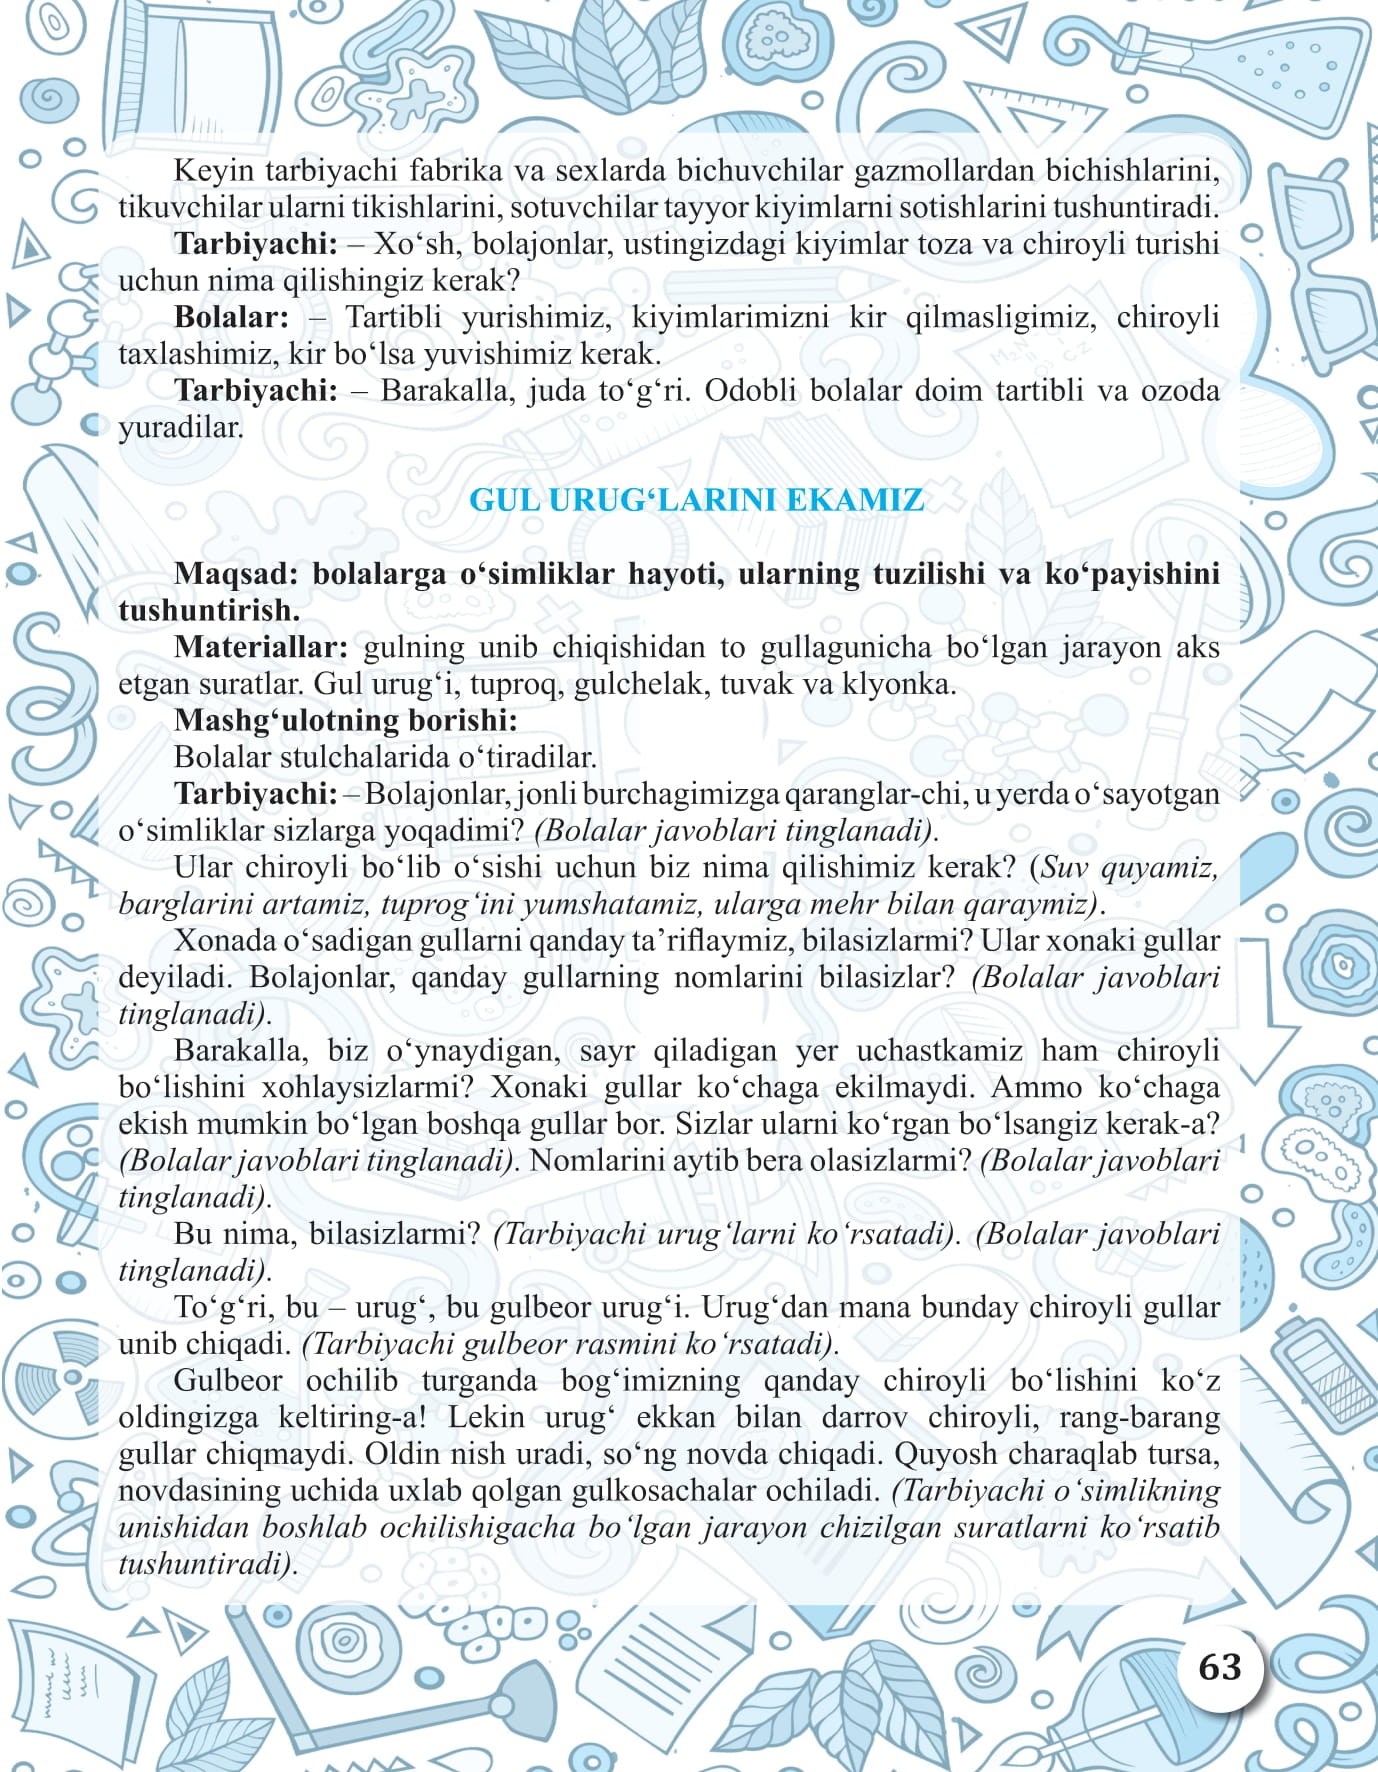 Keyin tarbiyachi fabrika va sexlarda bichuvchilar gazmollardan bichishlarini,
tikuvchilar ularni tikishlarini, sotuvchilar tayyor kiyimlarni sotishlarini tushuntiradi.
Tarbiyachi: – Xo‘sh, bolajonlar, ustingizdagi kiyimlar toza va chiroyli turishi
uchun nima qilishingiz kerak?
Bolalar: – Tartibli yurishimiz, kiyimlarimizni kir qilmasligimiz, chiroyli
taxlashimiz, kir bo‘lsa yuvishimiz kerak.
Tarbiyachi: – Barakalla, juda to‘g‘ri. Odobli bolalar doim tartibli va ozoda
yuradilar.
GUL URUG‘LARINI EKAMIZ
Maqsad: bolalarga o‘simliklar hayoti, ularning tuzilishi va ko‘payishini
tushuntirish.
Materiallar: gulning unib chiqishidan to gullagunicha bo‘lgan jarayon aks
etgan suratlar. Gul urug‘i, tuproq, gulchelak, tuvak va klyonka.
Mashg‘ulotning borishi:
Bolalar stulchalarida o‘tiradilar.
Tarbiyachi: – Bolajonlar, jonli burchagimizga qaranglar-chi, u yerda o‘sayotgan
o‘simliklar sizlarga yoqadimi? (Bolalar javoblari tinglanadi).
Ular chiroyli bo‘lib o‘sishi uchun biz nima qilishimiz kerak? (Suv quyamiz,
barglarini artamiz, tuprog‘ini yumshatamiz, ularga mehr bilan qaraymiz).
Xonada o‘sadigan gullarni qanday ta’riflaymiz, bilasizlarmi? Ular xonaki gullar
deyiladi. Bolajonlar, qanday gullarning nomlarini bilasizlar? (Bolalar javoblari
tinglanadi).
Barakalla, biz o‘ynaydigan, sayr qiladigan yer uchastkamiz ham chiroyli
bo‘lishini xohlaysizlarmi? Xonaki gullar ko‘chaga ekilmaydi. Ammo ko‘chaga
ekish mumkin bo‘lgan boshqa gullar bor. Sizlar ularni ko‘rgan bo‘lsangiz kerak-a?
(Bolalar javoblari tinglanadi). Nomlarini aytib bera olasizlarmi? (Bolalar javoblari
tinglanadi).
Bu nima, bilasizlarmi? (Tarbiyachi urug‘larni ko‘rsatadi). (Bolalar javoblari
tinglanadi).
To‘g‘ri, bu – urug‘, bu gulbeor urug‘i. Urug‘dan mana bunday chiroyli gullar
unib chiqadi. (Tarbiyachi gulbeor rasmini ko‘rsatadi).
Gulbeor ochilib turganda bog‘imizning qanday chiroyli bo‘lishini ko‘z
oldingizga keltiring-a! Lekin urug‘ ekkan bilan darrov chiroyli, rang-barang
gullar chiqmaydi. Oldin nish uradi, so‘ng novda chiqadi. Quyosh charaqlab tursa,
novdasining uchida uxlab qolgan gulkosachalar ochiladi. (Tarbiyachi o‘simlikning
unishidan boshlab ochilishigacha bo‘lgan jarayon chizilgan suratlarni ko‘rsatib
tushuntiradi).
63